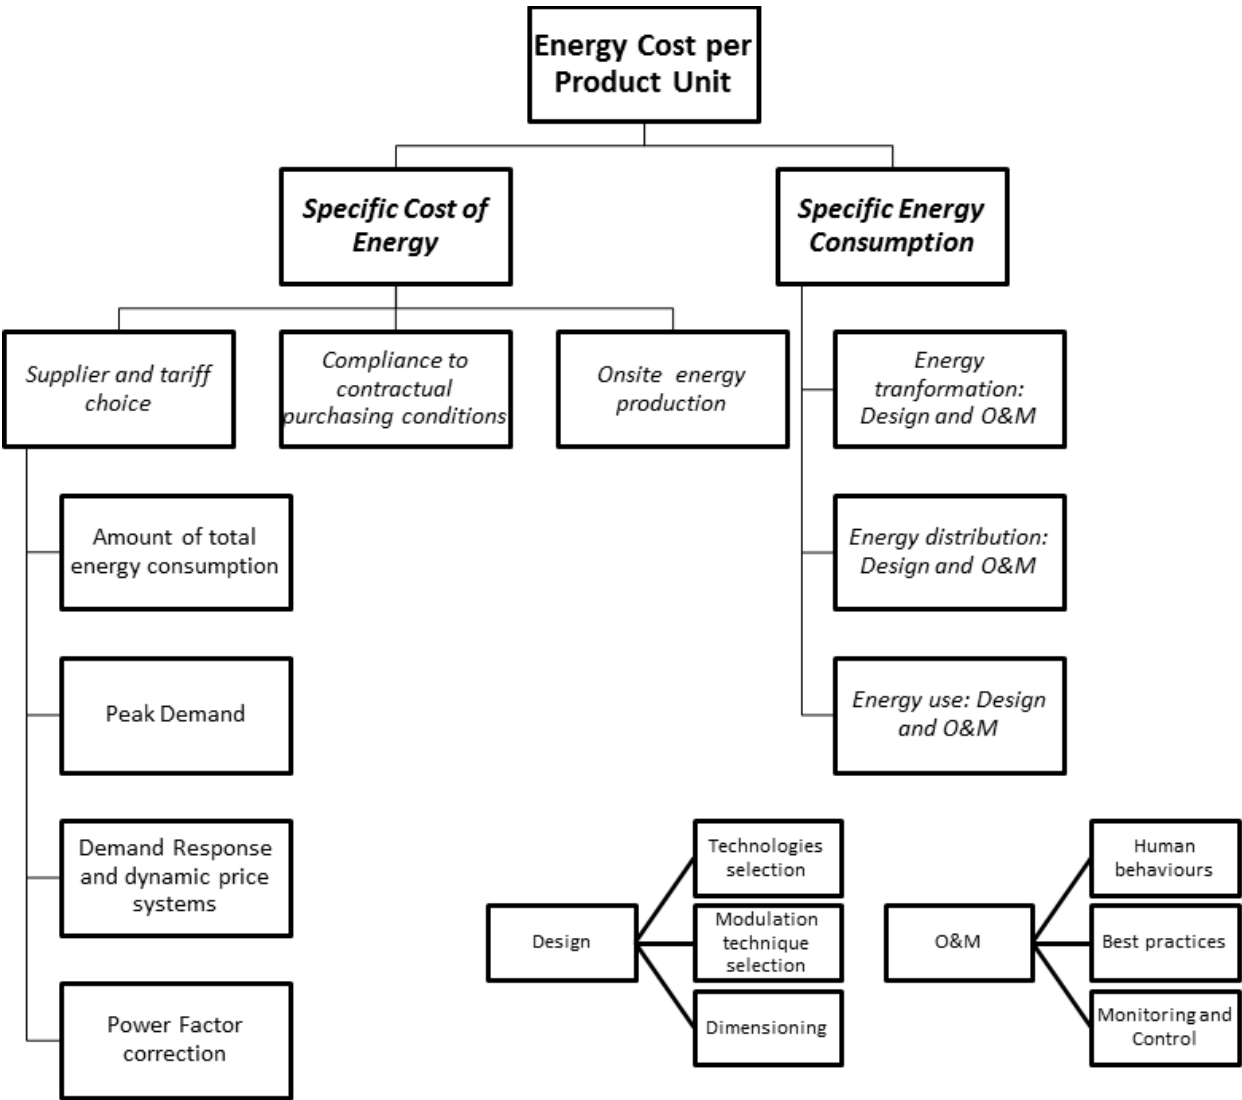 Energy Cost per
Product Unit
Specific Cost of
Energy
Specific Energy
Consumption
Supplier and tariff
choice
Compliance to
contractual
purchasing conditions
Onsite energy
production
Energy
tranformation:
Design and O&M
Amount of total
energy consumption
Energy distribution:
Design and O&M
Peak Demand
Energy use: Design
and O&M
Demand Response
and dynamic price
systems
Power Factor
correction
Design
Technologies
selection
Modulation
technique
selection
Dimensioning
O&M
Human
behaviours
Best practices
Monitoring and
Control